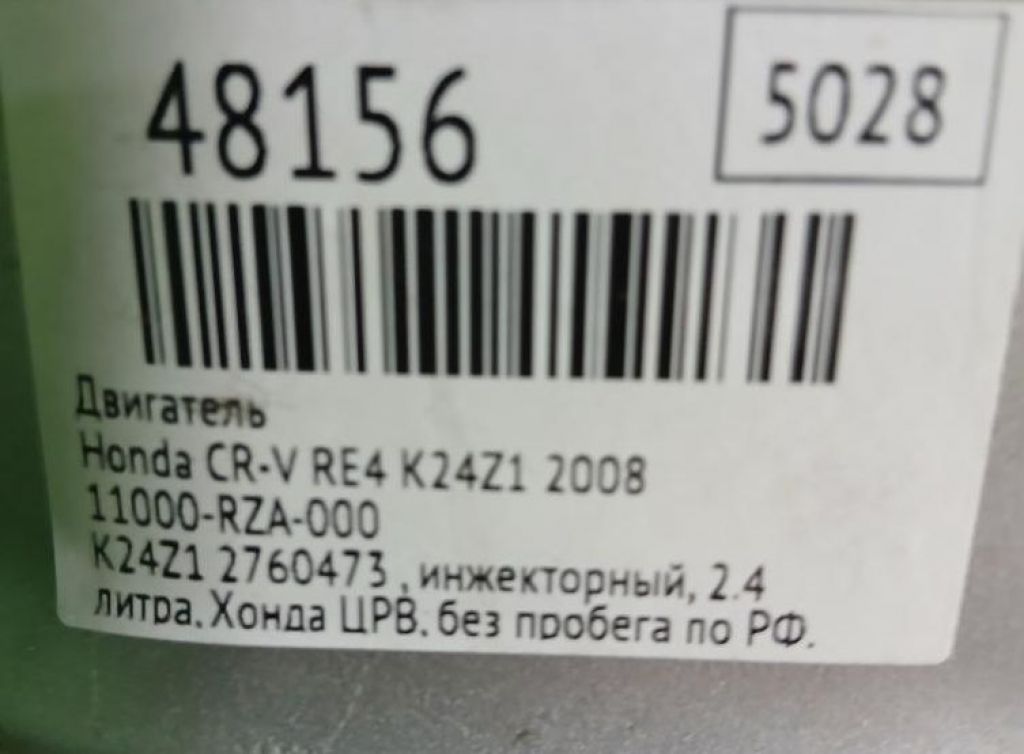 48156
5028
Двигатель
Honda CR-V RE4 K24Z1 2008
11000-RZA-000
K24Z1 2760473 , инжекторный, 2.4
литра. Хонда ЦРВ. без пробега по РФ.